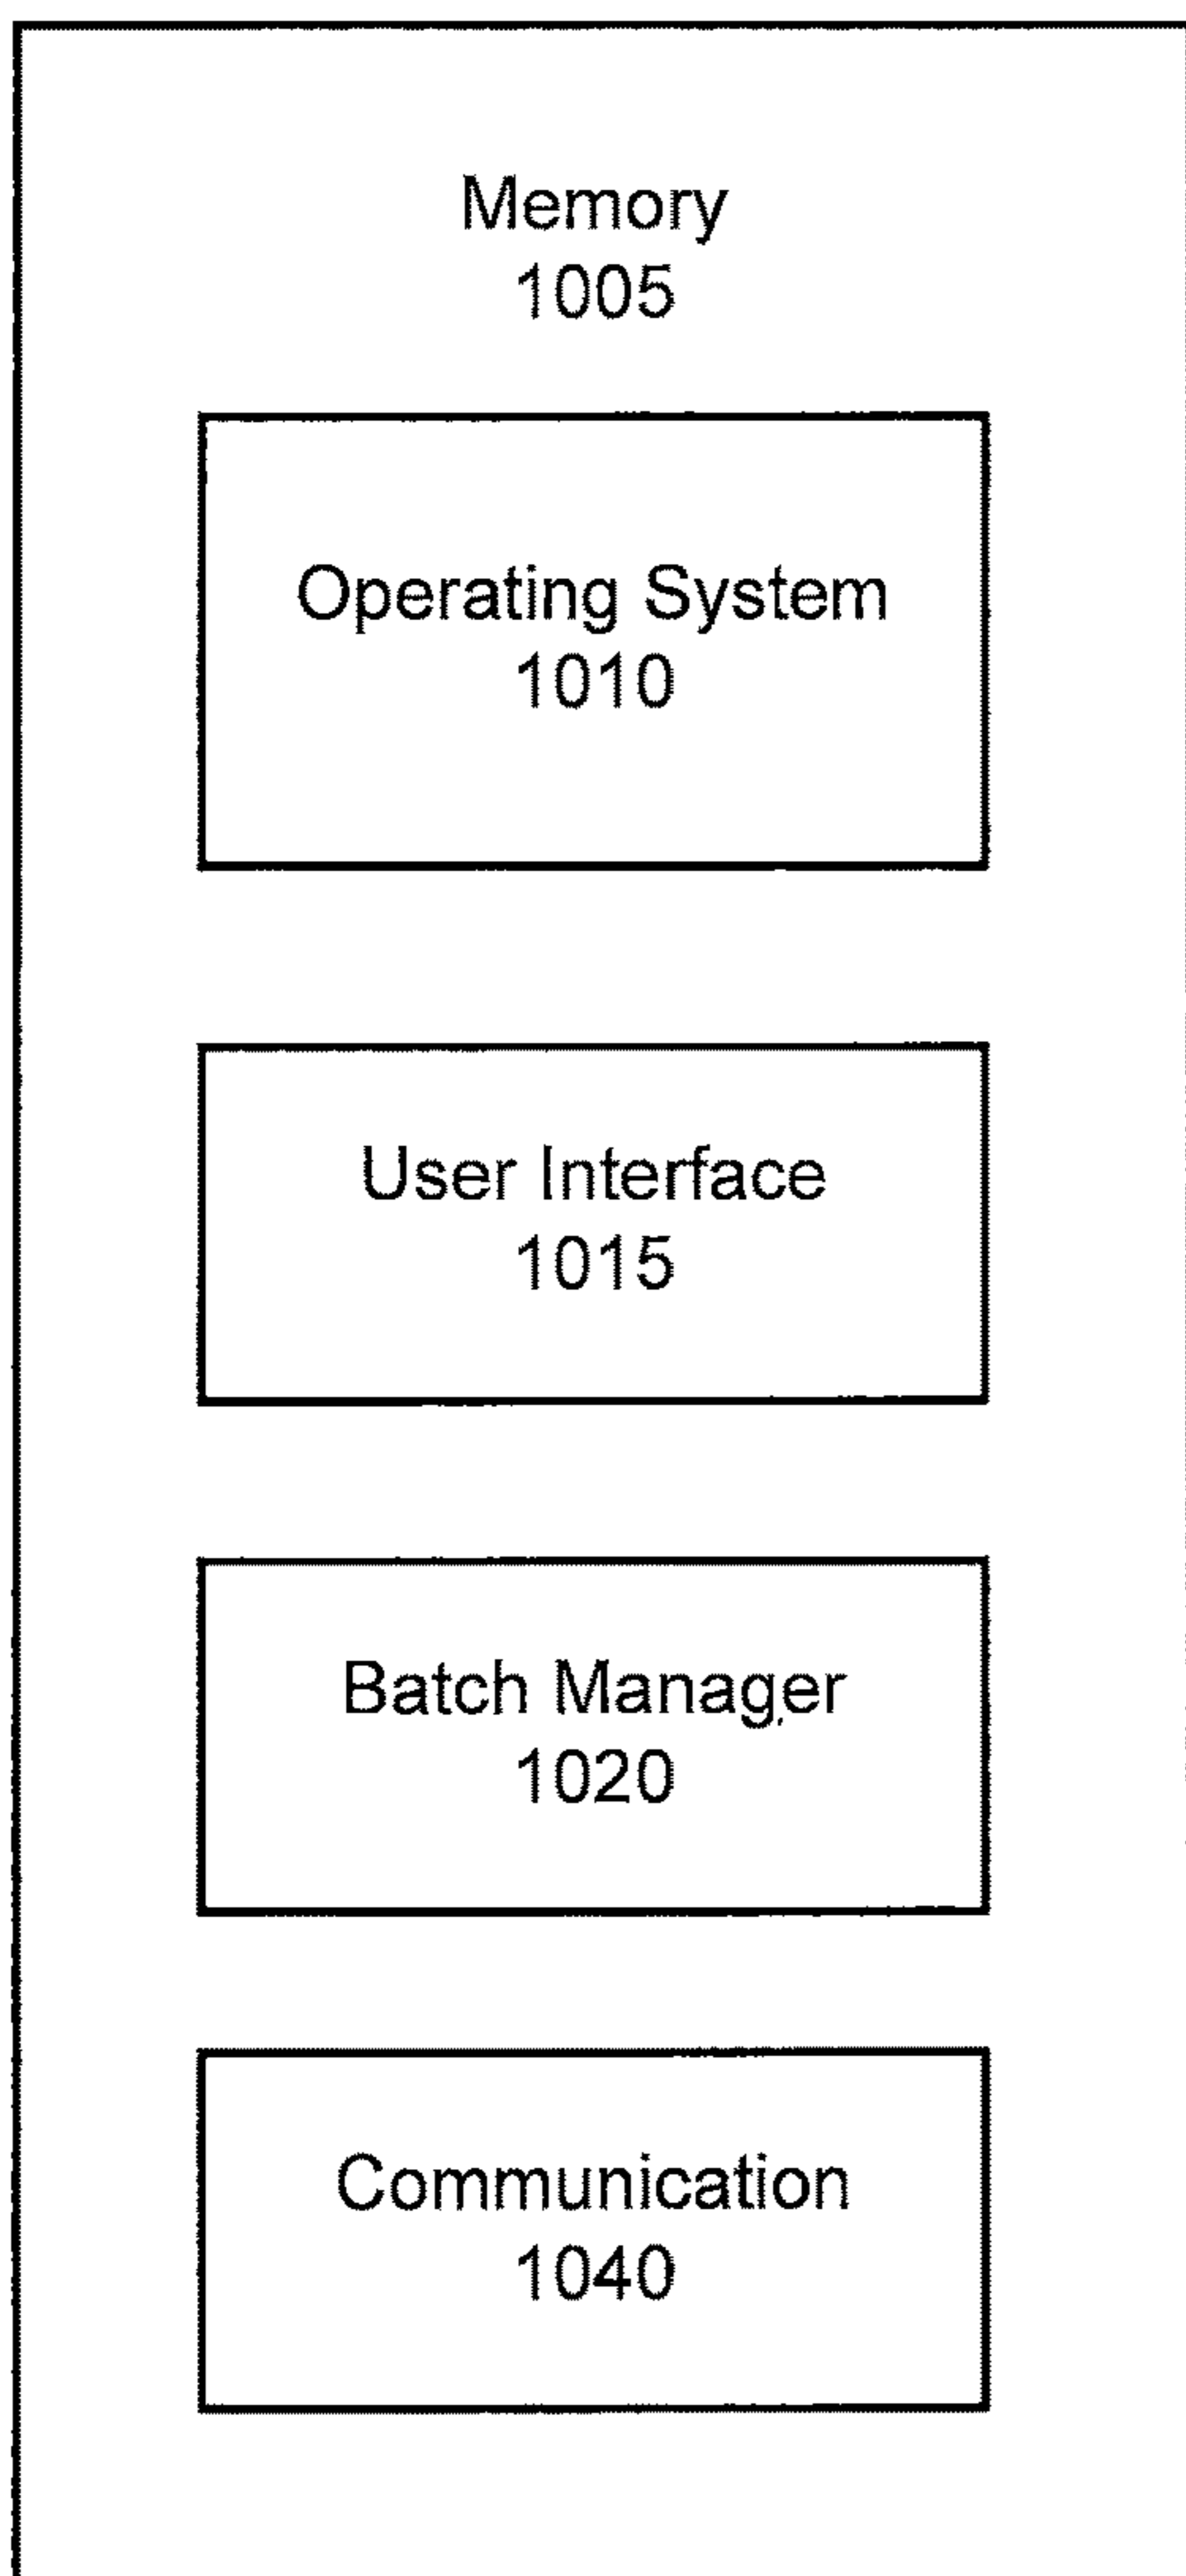 Memory
1005
Operating System
1010
User Interface
1015
Batch Manager
1020
Communication
1040